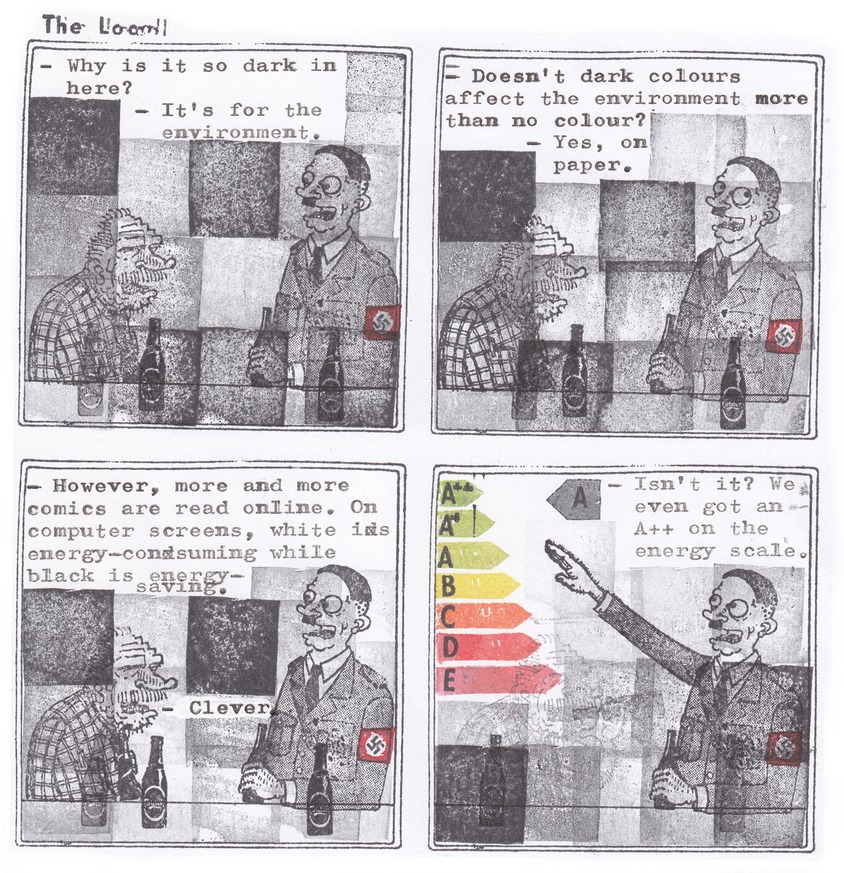 The Loom!
- Why is it so dark in
here?
- It's for the
environment.
- Doesn't dark colours
affect the environment more
than no colour?
- Yes, on
paper.
- However, more and more
comics are read online. On
computer screens, white is
energy-consuming while
black is energy-
saving.
- Clever.
A++
A+
A
B
C
D
E
A
- Isn't it? We
even got an
A++ on the
energy scale.